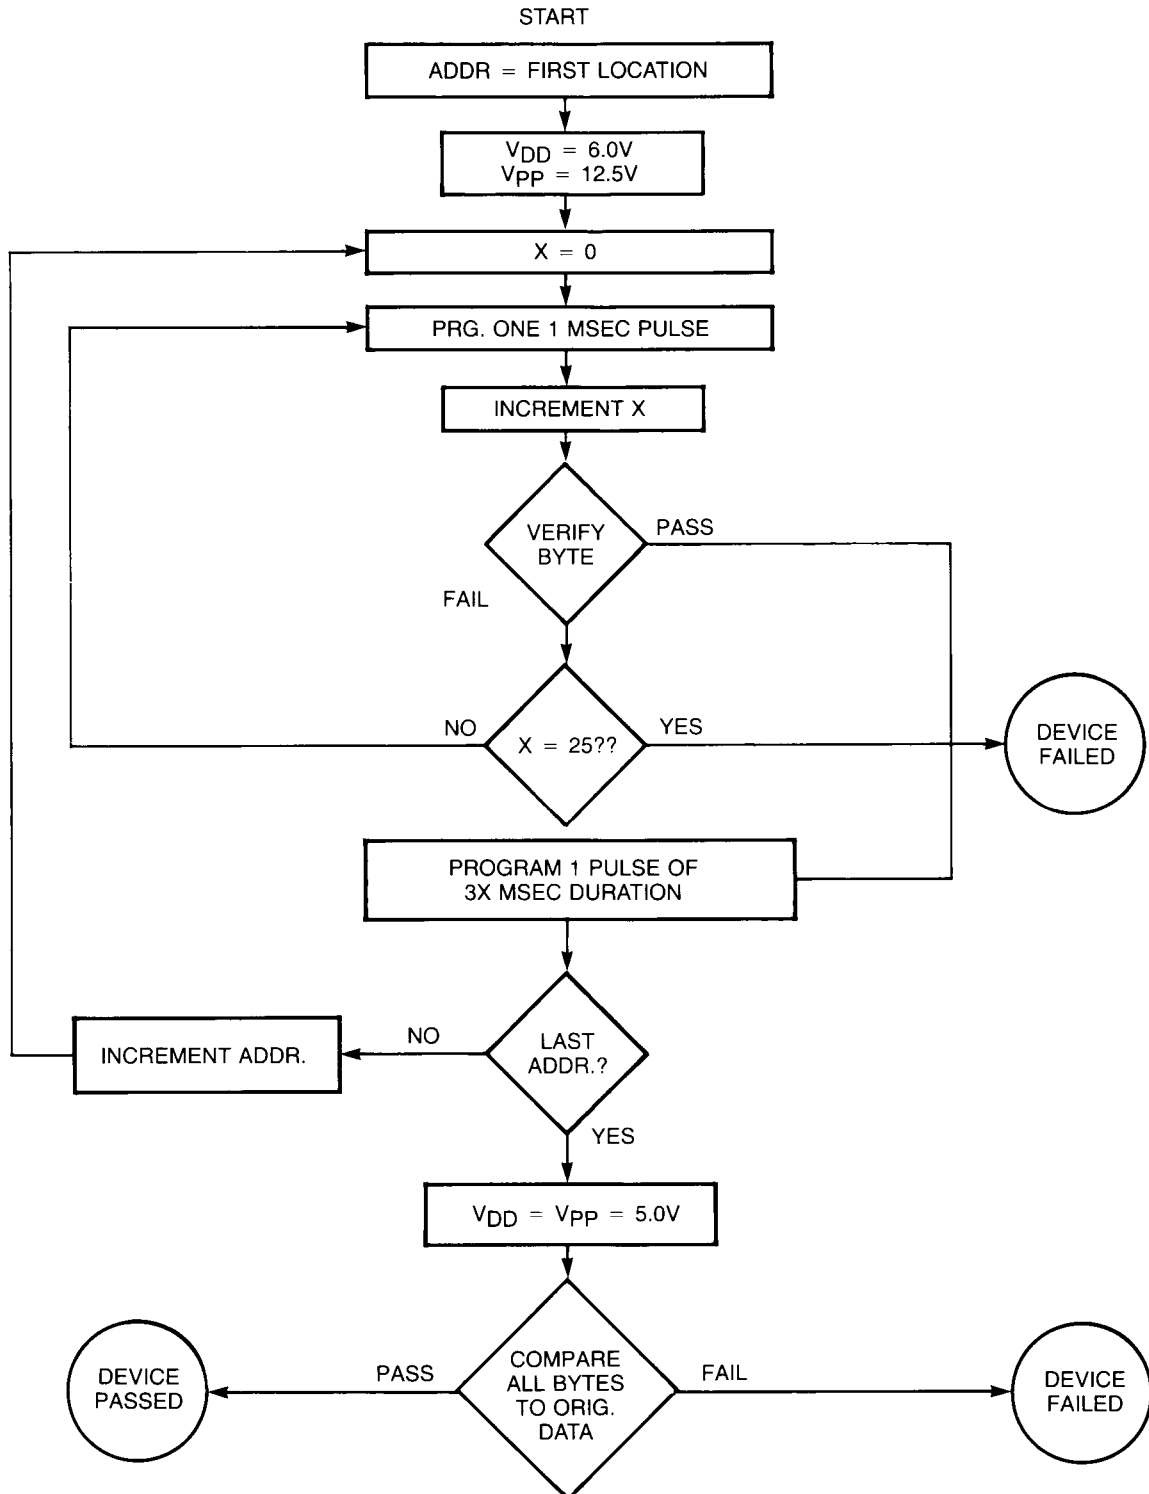 START
ADDR = FIRST LOCATION
VDD = 6.0V
VPP = 12.5V
X = 0
PRG. ONE 1 MSEC PULSE
INCREMENT X
VERIFY
BYTE
PASS
FAIL
NO
X = 25??
YES
DEVICE
FAILED
PROGRAM 1 PULSE OF
3X MSEC DURATION
INCREMENT ADDR.
NO
LAST
ADDR.?
YES
VDD = VPP = 5.0V
DEVICE
PASSED
PASS
COMPARE
ALL BYTES
TO ORIG.
DATA
FAIL
DEVICE
FAILED